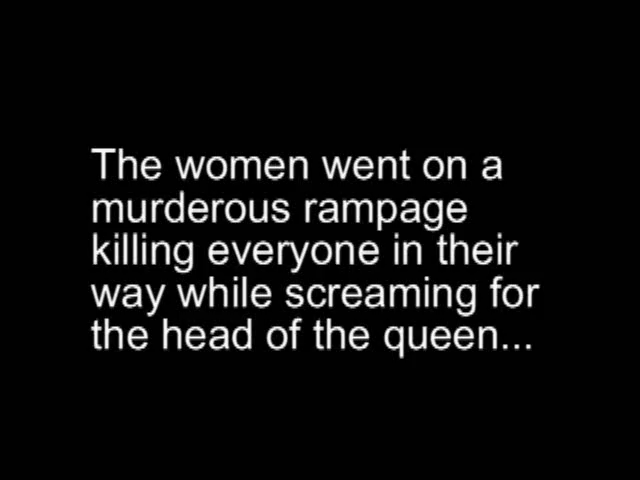 The women went on a
murderous rampage
killing everyone in their
way while screaming for
the head of the queen...